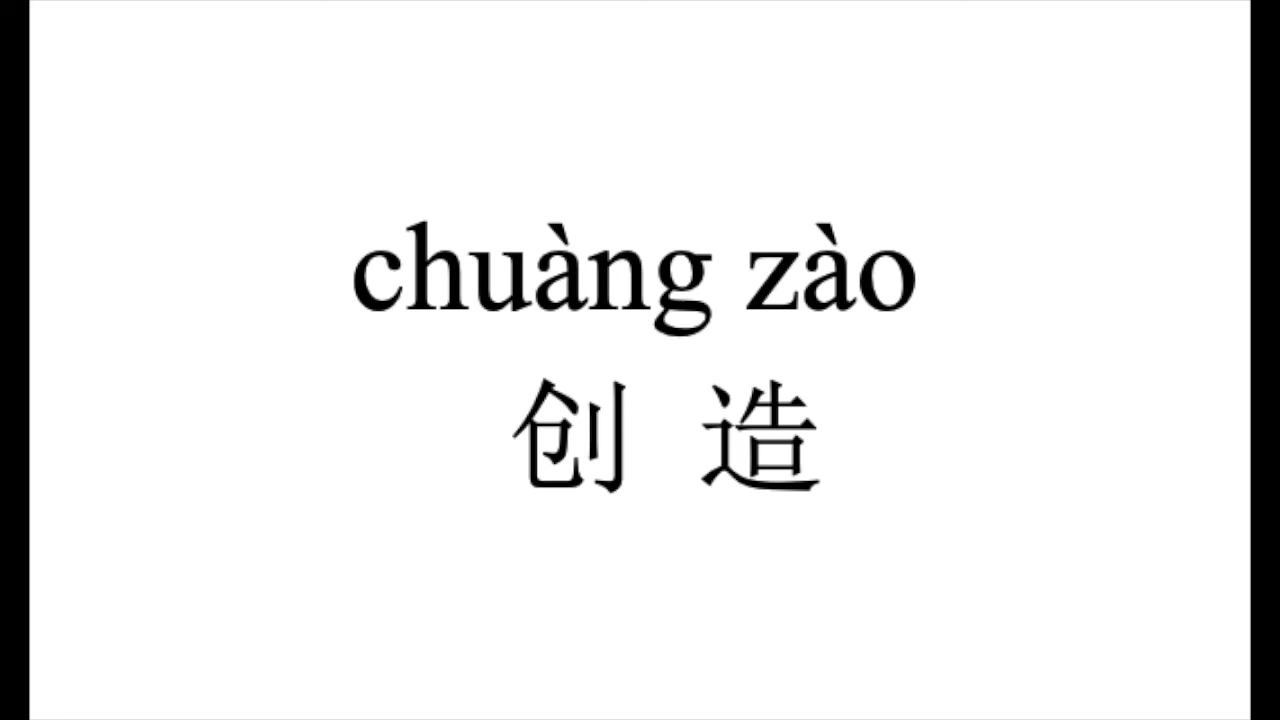 chuàng zào
创 造